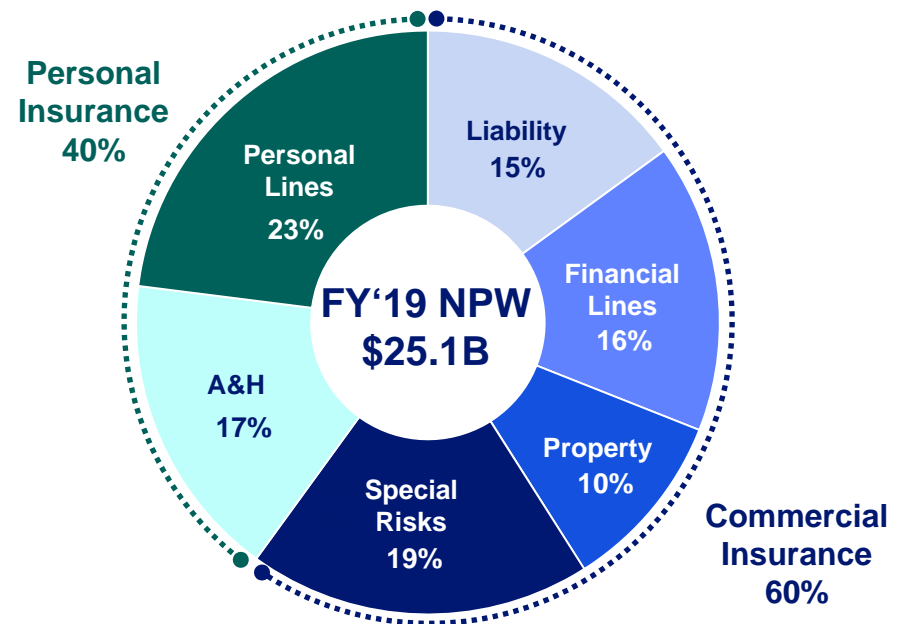 Personal
Insurance
40%
Personal
Lines
23%
Liability
15%
Financial
Lines
16%
FY‘19 NPW
$25.1B
A&H
17%
Property
10%
Special
Risks
19%
Commercial
Insurance
60%